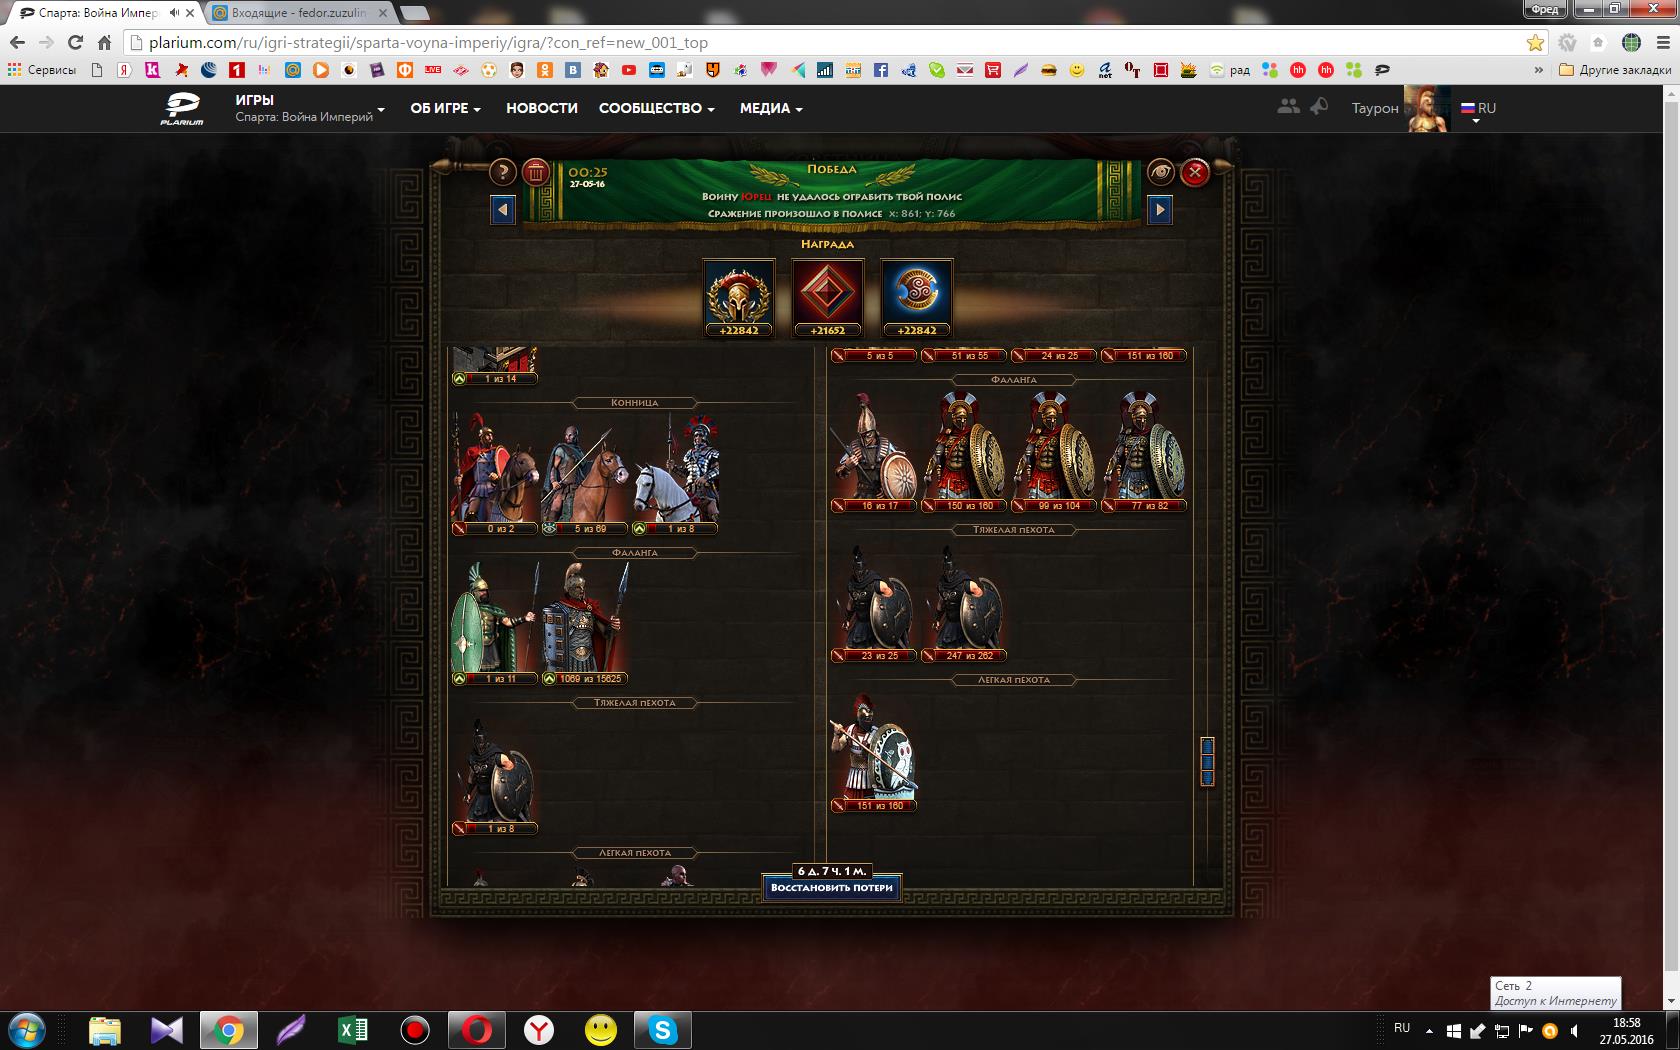 Спарта: Война Импери
Входящие - fedor.zuzulin
Фред
plarium.com/ru/igri-strategii/sparta-voyna-imperiy/igra/?con_ref=new_001_top
Сервисы
рад
»
Другие закладки
PLARIUM
ИГРЫ
Спарта: Война Империй
ОБ ИГРЕ
НОВОСТИ
СООБЩЕСТВО
МЕДИА
Таурон
RU
00:25
27-05-16
Победа
Воину Юрец не удалось ограбить твой полис
Сражение произошло в полисе X: 861; Y: 766
Награда
+22842
+21652
+22842
1 из 14
Конница
0 из 2
5 из 69
1 из 8
Фаланга
1 из 11
1069 из 15625
Тяжелая пехота
1 из 8
Легкая пехота
5 из 5
51 из 55
24 из 25
151 из 160
Фаланга
16 из 17
150 из 160
99 из 104
77 из 82
Тяжелая пехота
23 из 25
247 из 262
Легкая пехота
151 из 160
6 д. 7 ч. 1 м.
Восстановить потери
Сеть 2
Доступ к Интернету
RU
18:58
27.05.2016